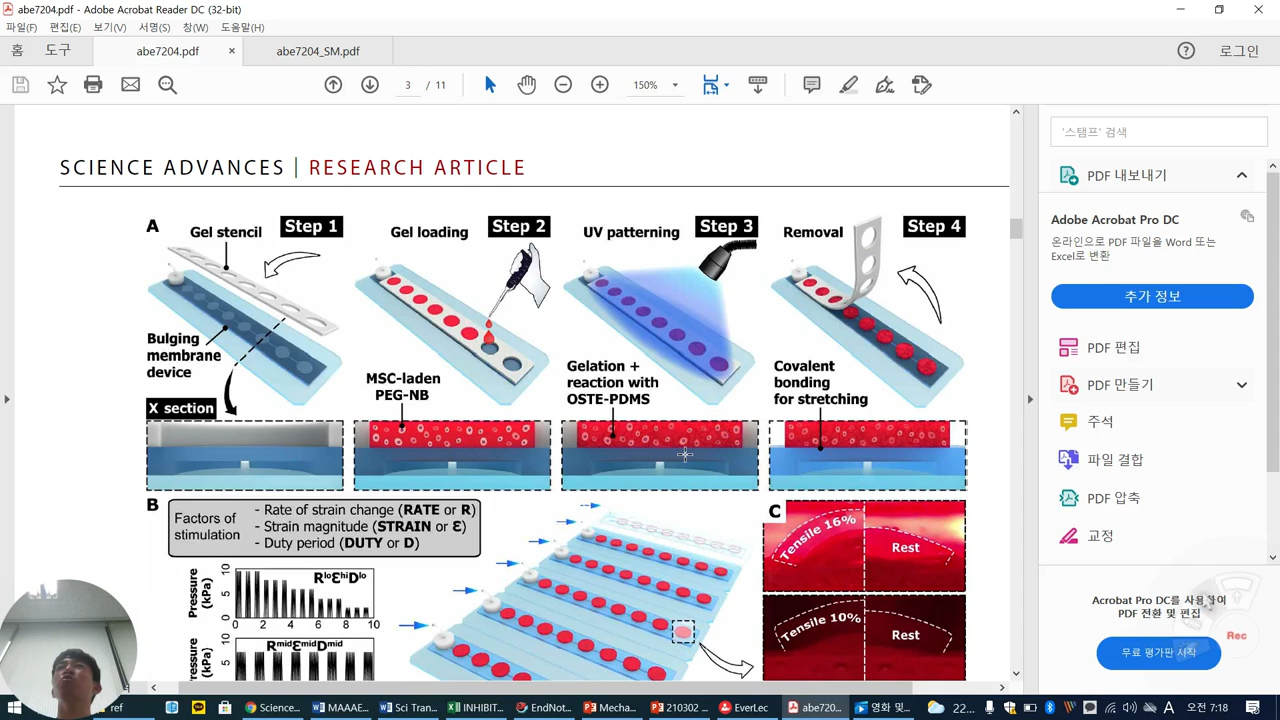 abe7204.pdf - Adobe Acrobat Reader DC (32-bit)
파일(F) 편집(E) 보기(V) 서명(S) 창(W) 도움말(H)
홈 도구 abe7204.pdf × abe7204_SM.pdf 로그인
3 / 11 150%
SCIENCE ADVANCES | RESEARCH ARTICLE
A
Gel stencil Step 1
Gel loading Step 2
UV patterning Step 3
Removal Step 4
Bulging
membrane
device
MSC-laden
PEG-NB
Gelation +
reaction with
OSTE-PDMS
Covalent
bonding
for stretching
X section
B
Factors of
stimulation
- Rate of strain change (RATE or R)
- Strain magnitude (STRAIN or Ɛ)
- Duty period (DUTY or D)
Pressure
(kPa)
10
5
0
RloƐhiDlo
0 2 4 6 8 10
ressure
(kPa)
10
5
RmidƐmidDmid
C
Tensile 16% Rest
Tensile 10% Rest
'스탬프' 검색
PDF 내보내기
Adobe Acrobat Pro DC
온라인으로 PDF 파일을 Word 또는
Excel로 변환
추가 정보
PDF 편집
PDF 만들기
주석
파일 결합
PDF 압축
교정
Acrobat Pro DC를 사용하여
PDF 전환 및 편집
Rec
무료 평가판 시작
ref Science... MAAAE... Sci Tran... INHIBIT... EndNot... Mecha... 210302 ... EverLec abe720... 영화 및... 22... A 오전 7:18